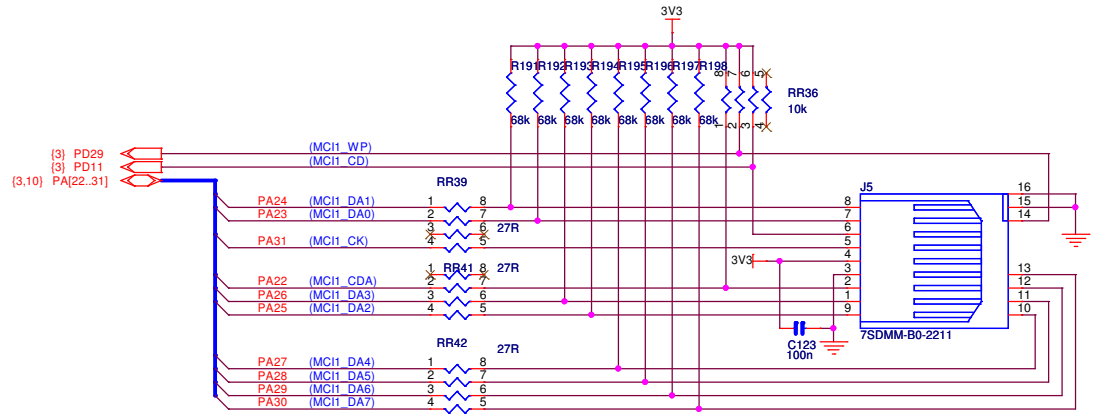 3V3
R191 R192 R193 R194 R195 R196 R197 R198
8 7 6 5
RR36
10k
68k 68k 68k 68k 68k 68k 68k 68k
1 2 3 4
{3} PD29 (MCI1_WP)
{3} PD11 (MCI1_CD)
{3,10} PA[22..31]
RR39
J5
PA24 (MCI1_DA1) 1 8 8 16
PA23 (MCI1_DA0) 2 7 7 15
3 6 27R 6 14
PA31 (MCI1_CK) 4 5 5
3V3 4
1 RR41 8 27R 3 13
PA22 (MCI1_CDA) 2 7 2 12
PA26 (MCI1_DA3) 3 6 1 11
PA25 (MCI1_DA2) 4 5 9 10
7SDMM-B0-2211
C123
100n
RR42 27R
PA27 (MCI1_DA4) 1 8
PA28 (MCI1_DA5) 2 7
PA29 (MCI1_DA6) 3 6
PA30 (MCI1_DA7) 4 5